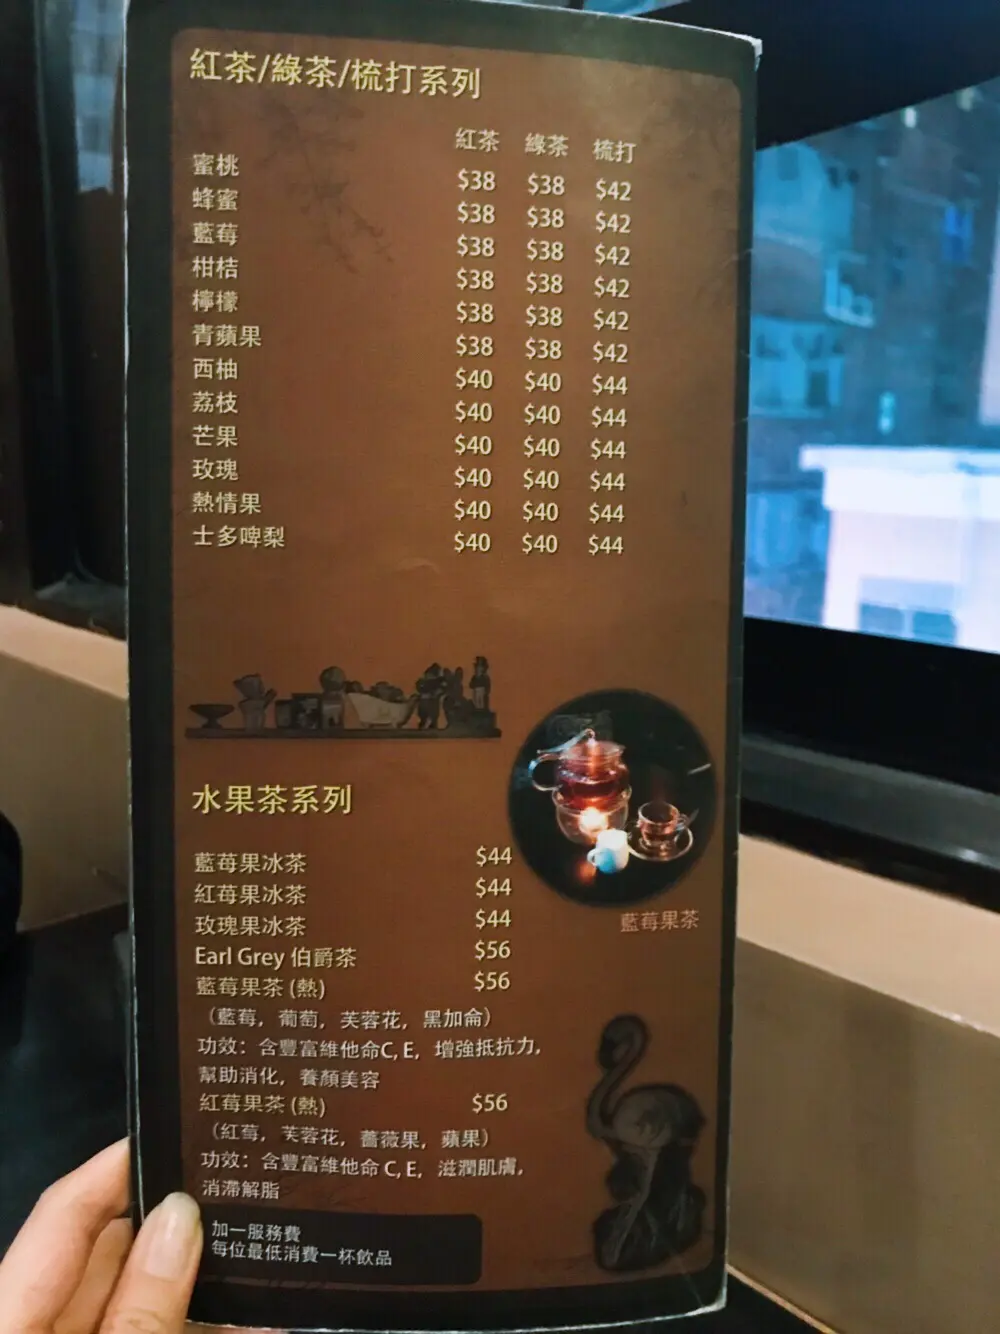 紅茶/綠茶/梳打系列
紅茶 綠茶 梳打
蜜桃 $38 $38 $42
蜂蜜 $38 $38 $42
藍莓 $38 $38 $42
柑桔 $38 $38 $42
檸檬 $38 $38 $42
青蘋果 $38 $38 $42
西柚 $40 $40 $44
荔枝 $40 $40 $44
芒果 $40 $40 $44
玫瑰 $40 $40 $44
熱情果 $40 $40 $44
士多啤梨 $40 $40 $44
水果茶系列
藍莓果冰茶 $44
紅莓果冰茶 $44
玫瑰果冰茶 $44
Earl Grey 伯爵茶 $56
藍莓果茶 (熱) $56
（藍莓，葡萄，芙蓉花，黑加侖）
功效：含豐富維他命C, E，增強抵抗力，
幫助消化，養顏美容
紅莓果茶 (熱) $56
（紅莓，芙蓉花，薔薇果，蘋果）
功效：含豐富維他命 C, E，滋潤肌膚，
消滯解脂
藍莓果茶
加一服務費
每位最低消費一杯飲品